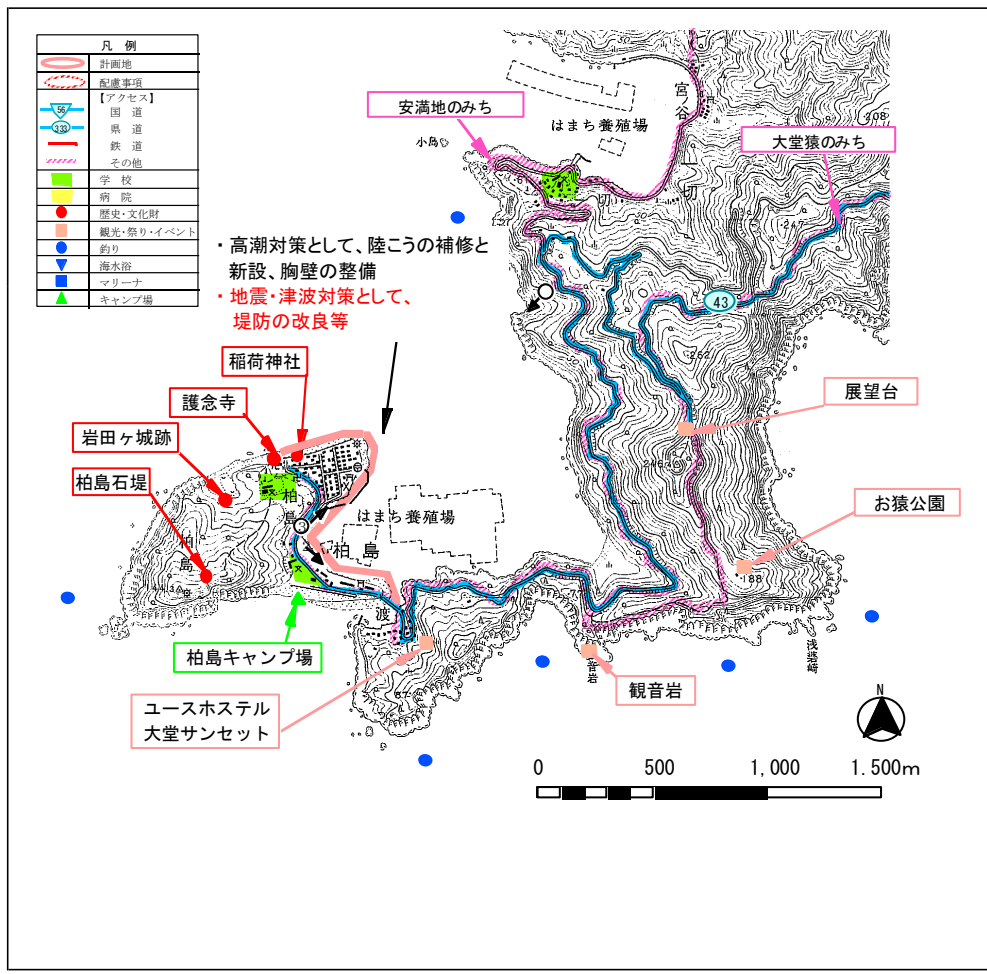 凡 例
計画地
配慮事項
【アクセス】
56
国 道
333
県 道
鉄 道
その他
学 校
病 院
歴史・文化財
観光・祭り・イベント
釣り
海水浴
マリーナ
キャンプ場
安満地のみち
小島
はまち養殖場
宮谷
一切
一切
208
大堂猿のみち
247
43
・高潮対策として、陸こうの補修と
新設、胸壁の整備
・地震・津波対策として、
堤防の改良等
稲荷神社
護念寺
岩田ヶ城跡
柏島石堤
262
展望台
お猿公園
188
柏島
柏島
はまち養殖場
3
柏 島
渡
柏島キャンプ場
ユースホステル
大堂サンセット
観音岩
N
0 500 1,000 1.500m